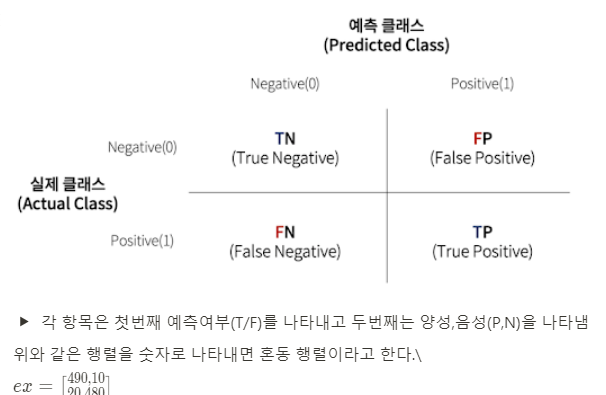 예측 클래스
(Predicted Class)
Negative(0) Positive(1)
Negative(0)
TN FP
(True Negative) (False Positive)
실제 클래스
(Actual Class)
Positive(1)
FN TP
(False Negative) (True Positive)
▶ 각 항목은 첫번째 예측여부(T/F)를 나타내고 두번째는 양성,음성(P,N)을 나타냄
위와 같은 행렬을 숫자로 나타내면 혼동 행렬이라고 한다.\
ex = [490,10
20,480]